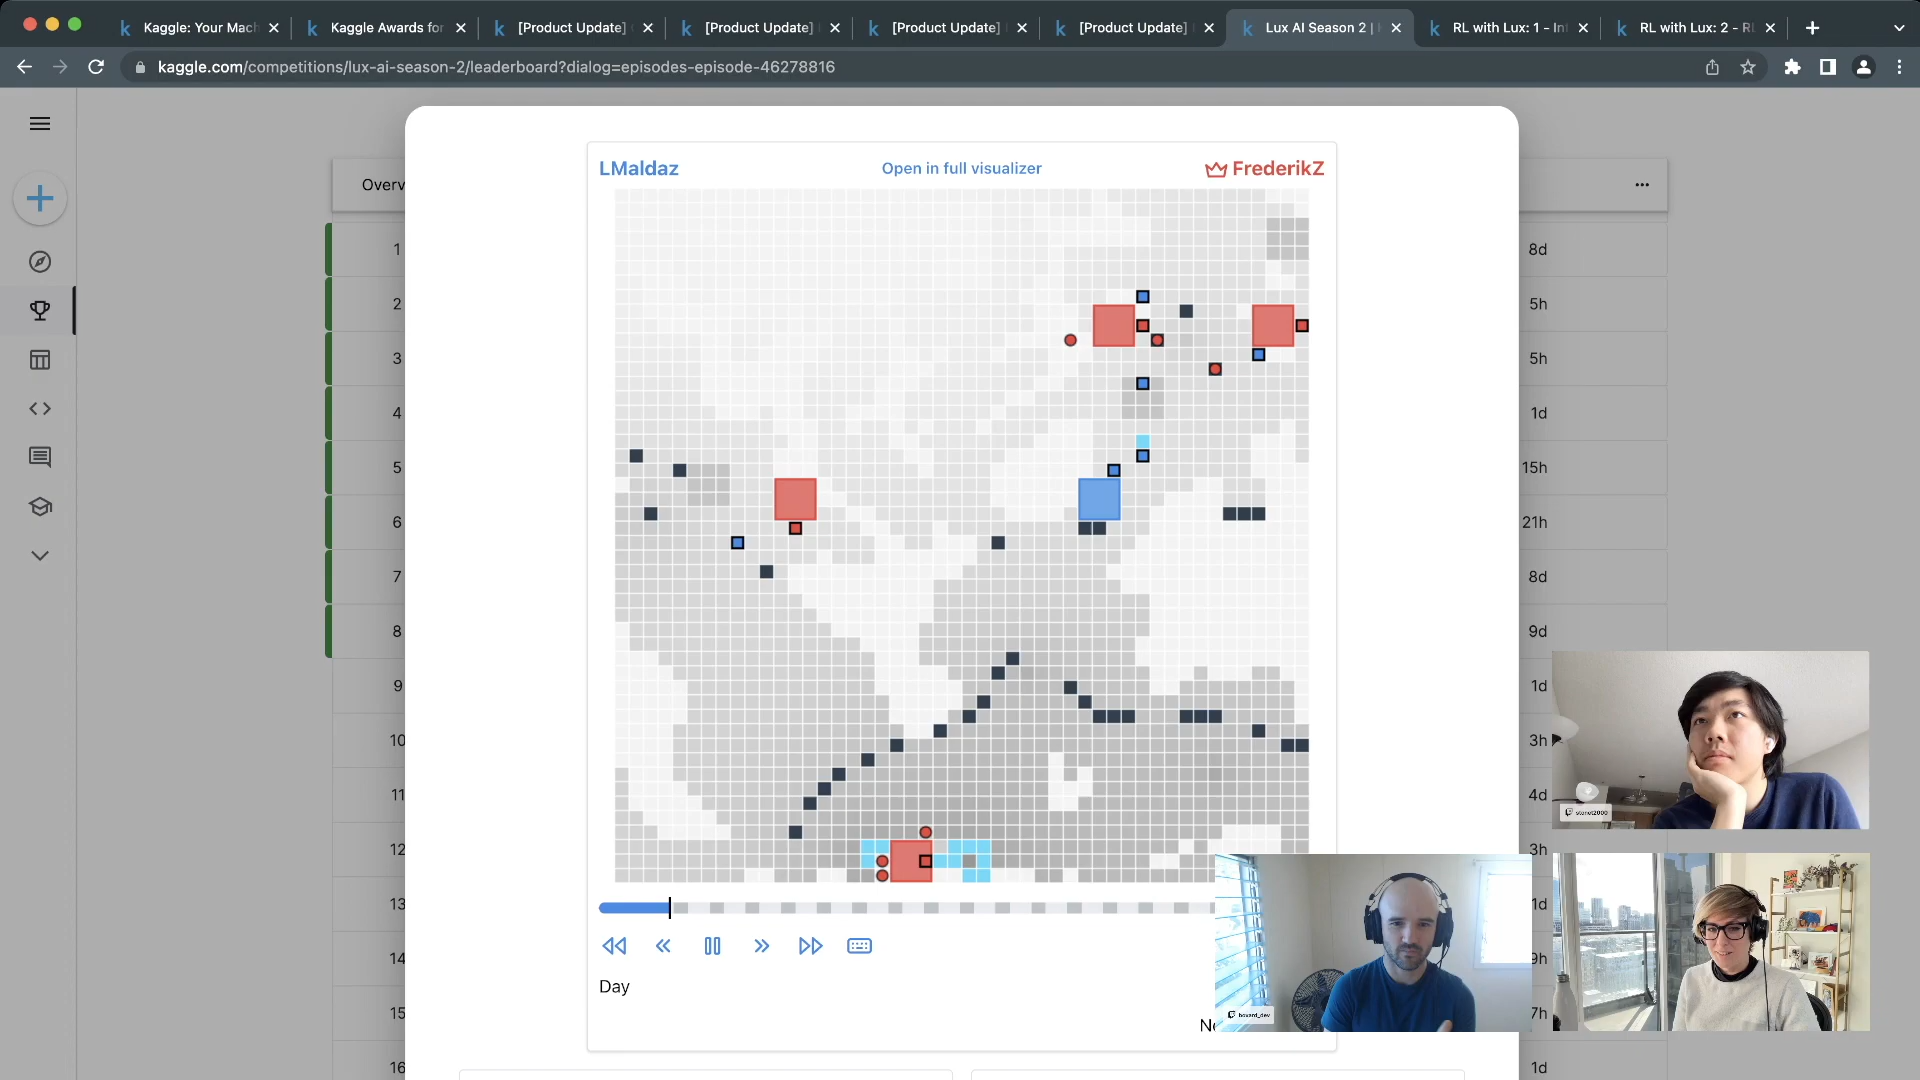 Kaggle: Your Mach
Kaggle Awards for
[Product Update]
[Product Update]
[Product Update]
[Product Update]
Lux AI Season 2 |
RL with Lux: 1 - In
RL with Lux: 2 - RL
kaggle.com/competitions/lux-ai-season-2/leaderboard?dialog=episodes-episode-46278816
LMaldaz
Open in full visualizer
FrederikZ
Overv
1
8d
2
5h
3
5h
4
1d
5
15h
6
21h
7
8d
8
9d
9
1d
10
3h
11
4d
12
3h
13
1d
14
9h
15
7h
16
1d
Day
stonet2000
bovard_dev